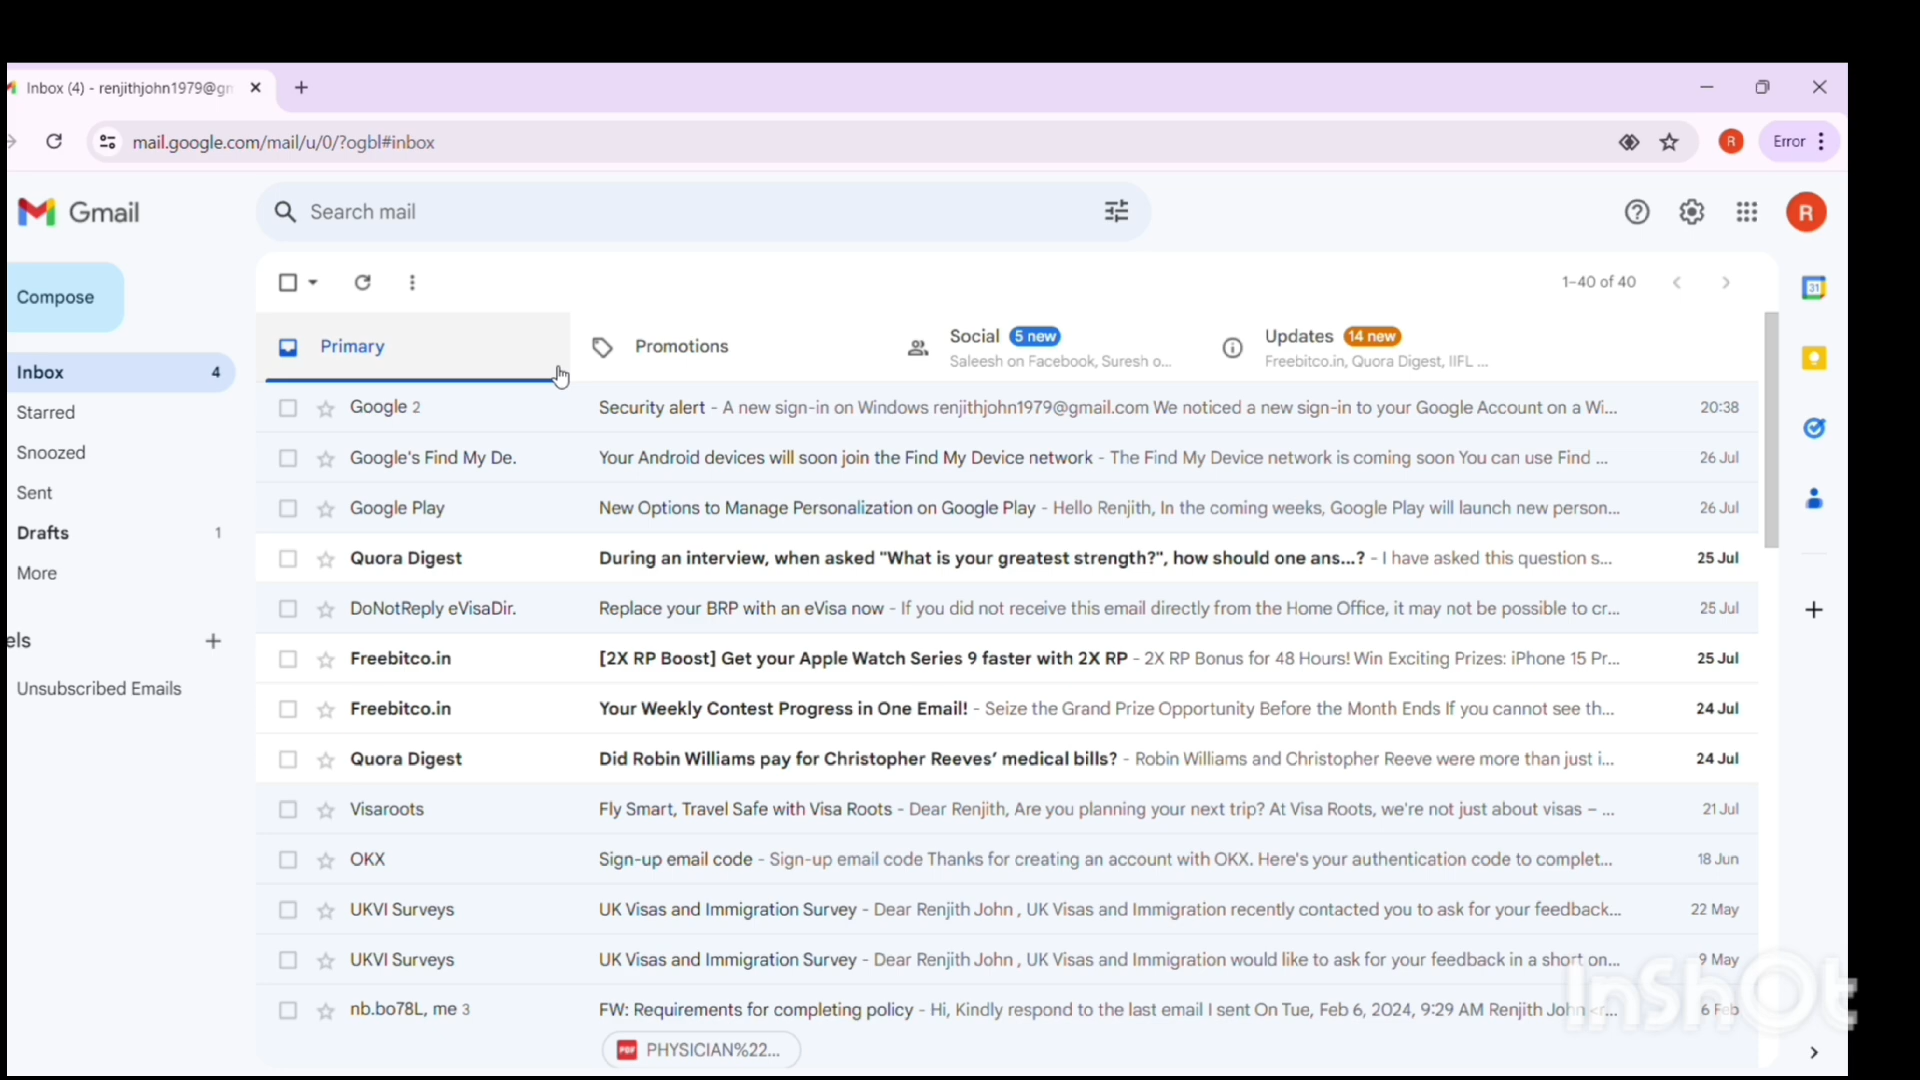 Inbox (4) - renjithjohn1979@gm
mail.google.com/mail/u/0/?ogbl#inbox
R
Error
Gmail
Search mail
R
Compose
1–40 of 40
Primary
Promotions
Social 5 new
Saleesh on Facebook, Suresh o...
Updates 14 new
Freebitco.in, Quora Digest, IIFL ...
31
Inbox 4
Starred
Snoozed
Sent
Drafts 1
More
els
Unsubscribed Emails
Google 2 Security alert - A new sign-in on Windows renjithjohn1979@gmail.com We noticed a new sign-in to your Google Account on a Wi... 20:38
Google's Find My De. Your Android devices will soon join the Find My Device network - The Find My Device network is coming soon You can use Find ... 26 Jul
Google Play New Options to Manage Personalization on Google Play - Hello Renjith, In the coming weeks, Google Play will launch new person... 26 Jul
Quora Digest During an interview, when asked "What is your greatest strength?", how should one ans...? - I have asked this question s... 25 Jul
DoNotReply eVisaDir. Replace your BRP with an eVisa now - If you did not receive this email directly from the Home Office, it may not be possible to cr... 25 Jul
Freebitco.in [2X RP Boost] Get your Apple Watch Series 9 faster with 2X RP - 2X RP Bonus for 48 Hours! Win Exciting Prizes: iPhone 15 Pr... 25 Jul
Freebitco.in Your Weekly Contest Progress in One Email! - Seize the Grand Prize Opportunity Before the Month Ends If you cannot see th... 24 Jul
Quora Digest Did Robin Williams pay for Christopher Reeves’ medical bills? - Robin Williams and Christopher Reeve were more than just i... 24 Jul
Visaroots Fly Smart, Travel Safe with Visa Roots - Dear Renjith, Are you planning your next trip? At Visa Roots, we're not just about visas – ... 21 Jul
OKX Sign-up email code - Sign-up email code Thanks for creating an account with OKX. Here's your authentication code to complet... 18 Jun
UKVI Surveys UK Visas and Immigration Survey - Dear Renjith John , UK Visas and Immigration recently contacted you to ask for your feedback... 22 May
UKVI Surveys UK Visas and Immigration Survey - Dear Renjith John , UK Visas and Immigration would like to ask for your feedback in a short on... 9 May
nb.bo78L, me 3 FW: Requirements for completing policy - Hi, Kindly respond to the last email I sent On Tue, Feb 6, 2024, 9:29 AM Renjith John <r... 6 Feb
PDF PHYSICIAN%22...
InShOt